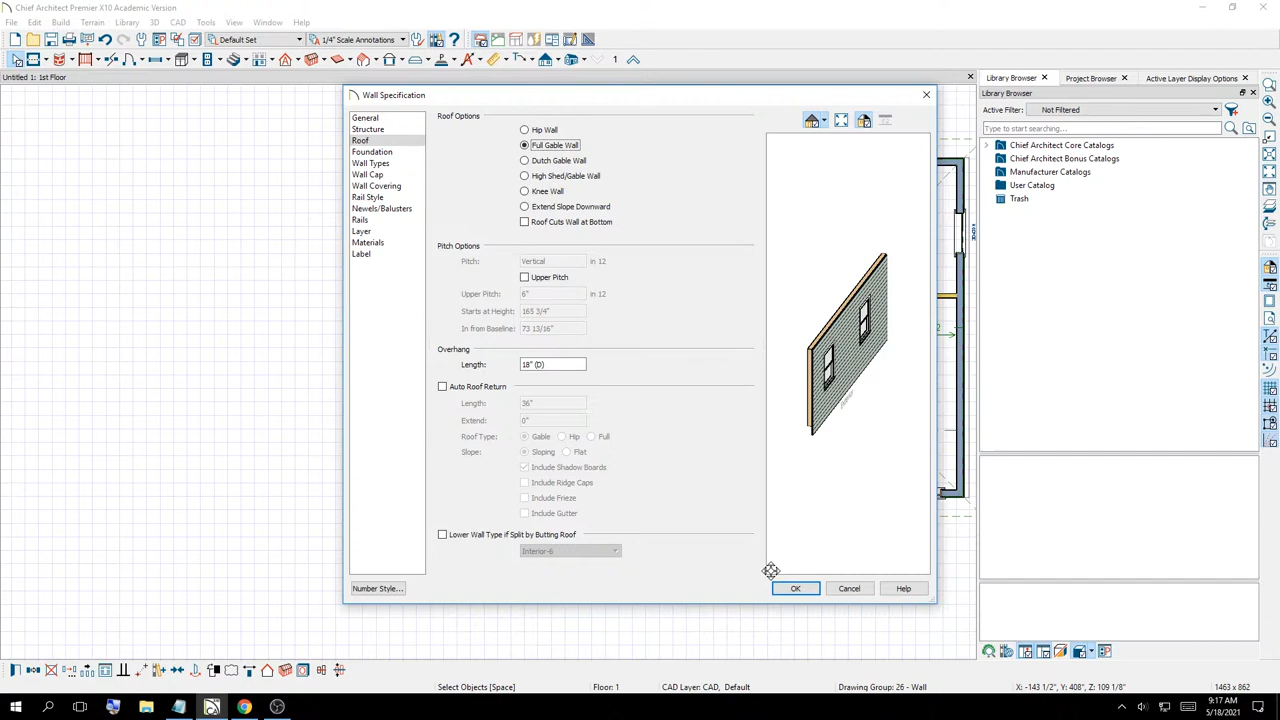 Chief Architect Premier X10 Academic Version
File Edit Build Terrain Library 3D CAD Tools View Window Help
Default Set 1/4" Scale Annotations
Untitled 1: 1st Floor
Library Browser Project Browser Active Layer Display Options
Library Browser
Active Filter: Not Filtered
Type to start searching...
Chief Architect Core Catalogs
Chief Architect Bonus Catalogs
Manufacturer Catalogs
User Catalog
Trash
Wall Specification
General
Structure
Roof
Foundation
Wall Types
Wall Cap
Wall Covering
Rail Style
Newels/Balusters
Rails
Layer
Materials
Label
Roof Options
Hip Wall
Full Gable Wall
Dutch Gable Wall
High Shed/Gable Wall
Knee Wall
Extend Slope Downward
Roof Cuts Wall at Bottom
Pitch Options
Pitch: Vertical in 12
Upper Pitch
Upper Pitch: 6" in 12
Starts at Height: 165 3/4"
In from Baseline: 73 13/16"
Overhang
Length: 18" (D)
Auto Roof Return
Length: 36"
Extend: 0"
Roof Type: Gable Hip Full
Slope: Sloping Flat
Include Shadow Boards
Include Ridge Caps
Include Frieze
Include Gutter
Lower Wall Type if Split by Butting Roof
Interior-6
Number Style... OK Cancel Help
Select Objects [Space] Floor: 1 CAD Layer: CAD, Default Drawing Group: 26 - Wall X: -143 1/2", Y: 408", Z: 109 1/8" 1463 x 862
9:17 AM
5/18/2021